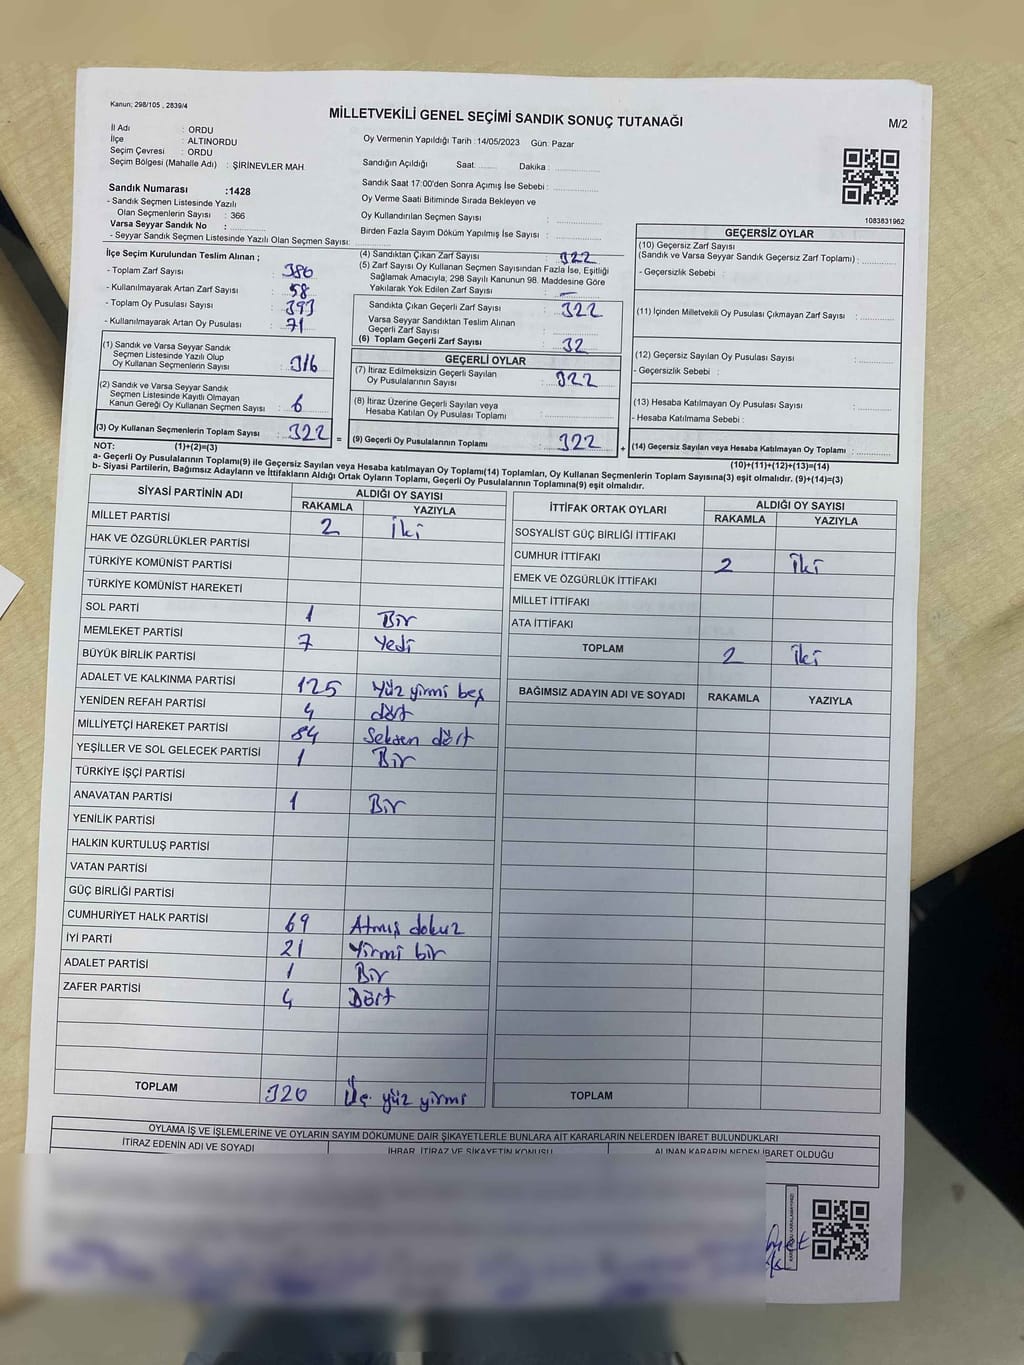 Kanun; 298/105 , 2839/4
MİLLETVEKİLİ GENEL SEÇİMİ SANDIK SONUÇ TUTANAĞI
M/2
İl Adı : ORDU
İlçe : ALTINORDU
Seçim Çevresi : ORDU
Seçim Bölgesi (Mahalle Adı) : ŞİRİNEVLER MAH
Sandık Numarası :1428
- Sandık Seçmen Listesinde Yazılı
Olan Seçmenlerin Sayısı : 366
Varsa Seyyar Sandık No :
- Seyyar Sandık Seçmen Listesinde Yazılı Olan Seçmen Sayısı:
Oy Vermenin Yapıldığı Tarih : 14/05/2023 Gün: Pazar
Sandığın Açıldığı Saat: Dakika :
Sandık Saat 17:00'den Sonra Açımış İse Sebebi :
Oy Verme Saati Bitiminde Sırada Bekleyen ve
Oy Kullandırılan Seçmen Sayısı :
Birden Fazla Sayım Döküm Yapılmış İse Sayısı :
1083831962
İlçe Seçim Kurulundan Teslim Alınan ;
- Toplam Zarf Sayısı : 380
- Kullanılmayarak Artan Zarf Sayısı : 58
- Toplam Oy Pusulası Sayısı : 393
- Kullanılmayarak Artan Oy Pusulası : 71
(1) Sandık ve Varsa Seyyar Sandık
Seçmen Listesinde Yazılı Olup
Oy Kullanan Seçmenlerin Sayısı : 316
(2) Sandık ve Varsa Seyyar Sandık
Seçmen Listesinde Kayıtlı Olmayan
Kanun Gereği Oy Kullanan Seçmen Sayısı : 6
(3) Oy Kullanan Seçmenlerin Toplam Sayısı : 322 =
(1)+(2)=(3)
(4) Sandıktan Çıkan Zarf Sayısı : 322
(5) Zarf Sayısı Oy Kullanan Seçmen Sayısından Fazla İse, Eşitliği
Sağlamak Amacıyla; 298 Sayılı Kanunun 98. Maddesine Göre
Yakılarak Yok Edilen Zarf Sayısı : –
Sandıkta Çıkan Geçerli Zarf Sayısı : 322
Varsa Seyyar Sandıktan Teslim Alınan
Geçerli Zarf Sayısı :
(6) Toplam Geçerli Zarf Sayısı : 32
GEÇERLİ OYLAR
(7) İtiraz Edilmeksizin Geçerli Sayılan
Oy Pusulalarının Sayısı : 322
(8) İtiraz Üzerine Geçerli Sayılan veya
Hesaba Katılan Oy Pusulası Toplamı :
(9) Geçerli Oy Pusulalarının Toplamı : 322 +
GEÇERSİZ OYLAR
(10) Geçersiz Zarf Sayısı
(Sandık ve Varsa Seyyar Sandık Geçersiz Zarf Toplamı) :
- Geçersizlik Sebebi :
(11) İçinden Milletvekili Oy Pusulası Çıkmayan Zarf Sayısı :
(12) Geçersiz Sayılan Oy Pusulası Sayısı :
- Geçersizlik Sebebi :
(13) Hesaba Katılmayan Oy Pusulası Sayısı :
- Hesaba Katılmama Sebebi :
(14) Geçersiz Sayılan veya Hesaba Katılmayan Oy Toplamı :
(10)+(11)+(12)+(13)=(14)
NOT:
a- Geçerli Oy Pusulalarının Toplamı(9) ile Geçersiz Sayılan veya Hesaba katılmayan Oy Toplamı(14) Toplamları, Oy Kullanan Seçmenlerin Toplam Sayısına(3) eşit olmalıdır. (9)+(14)=(3)
b- Siyasi Partilerin, Bağımsız Adayların ve İttifakların Aldığı Ortak Oyların Toplamı, Geçerli Oy Pusulalarının Toplamına(9) eşit olmalıdır.
SİYASİ PARTİNİN ADI ALDIĞI OY SAYISI
RAKAMLA YAZIYLA
MİLLET PARTİSİ 2 İki
HAK VE ÖZGÜRLÜKLER PARTİSİ
TÜRKİYE KOMÜNİST PARTİSİ
TÜRKİYE KOMÜNİST HAREKETİ
SOL PARTİ 1 Bir
MEMLEKET PARTİSİ 7 Yedi
BÜYÜK BİRLİK PARTİSİ
ADALET VE KALKINMA PARTİSİ 125 Yüz yirmi beş
YENİDEN REFAH PARTİSİ 4 dört
MİLLİYETÇİ HAREKET PARTİSİ 84 Seksen dört
YEŞİLLER VE SOL GELECEK PARTİSİ 1 Bir
TÜRKİYE İŞÇİ PARTİSİ
ANAVATAN PARTİSİ 1 Bir
YENİLİK PARTİSİ
HALKIN KURTULUŞ PARTİSİ
VATAN PARTİSİ
GÜÇ BİRLİĞİ PARTİSİ
CUMHURİYET HALK PARTİSİ 69 Atmış dokuz
İYİ PARTİ 21 Yirmi bir
ADALET PARTİSİ 1 Bir
ZAFER PARTİSİ 4 Dört
TOPLAM 320 Üç yüz yirmi
İTTİFAK ORTAK OYLARI ALDIĞI OY SAYISI
RAKAMLA YAZIYLA
SOSYALİST GÜÇ BİRLİĞİ İTTİFAKI
CUMHUR İTTİFAKI 2 İki
EMEK VE ÖZGÜRLÜK İTTİFAKI
MİLLET İTTİFAKI
ATA İTTİFAKI
TOPLAM 2 İki
BAĞIMSIZ ADAYIN ADI VE SOYADI RAKAMLA YAZIYLA
TOPLAM
OYLAMA İŞ VE İŞLEMLERİNE VE OYLARIN SAYIM DÖKÜMÜNE DAİR ŞİKAYETLERLE BUNLARA AİT KARARLARIN NELERDEN İBARET BULUNDUKLARI
İTİRAZ EDENİN ADI VE SOYADI İHBAR, İTİRAZ VE ŞİKAYETİN KONUSU ALINAN KARARIN NEDEN İBARET OLDUĞU